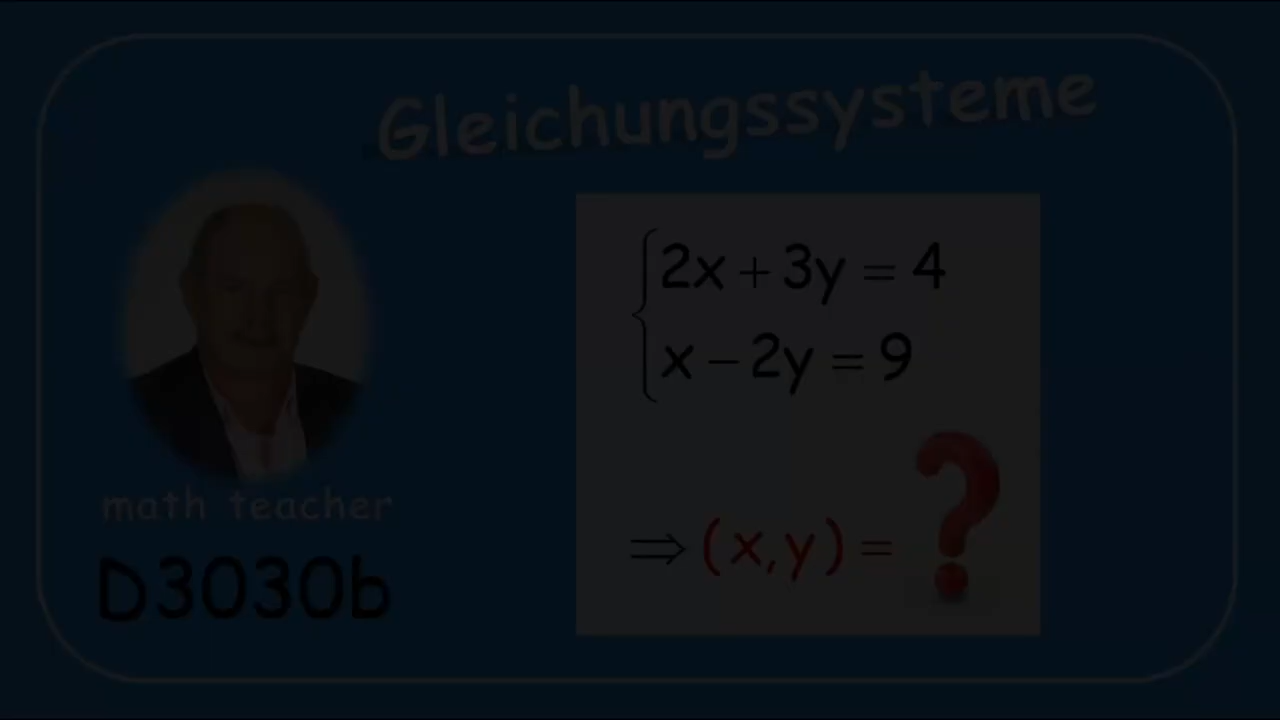 Gleichungssysteme
2x + 3y = 4
x - 2y = 9
⇒ (x,y) = ?
math teacher
D3030b